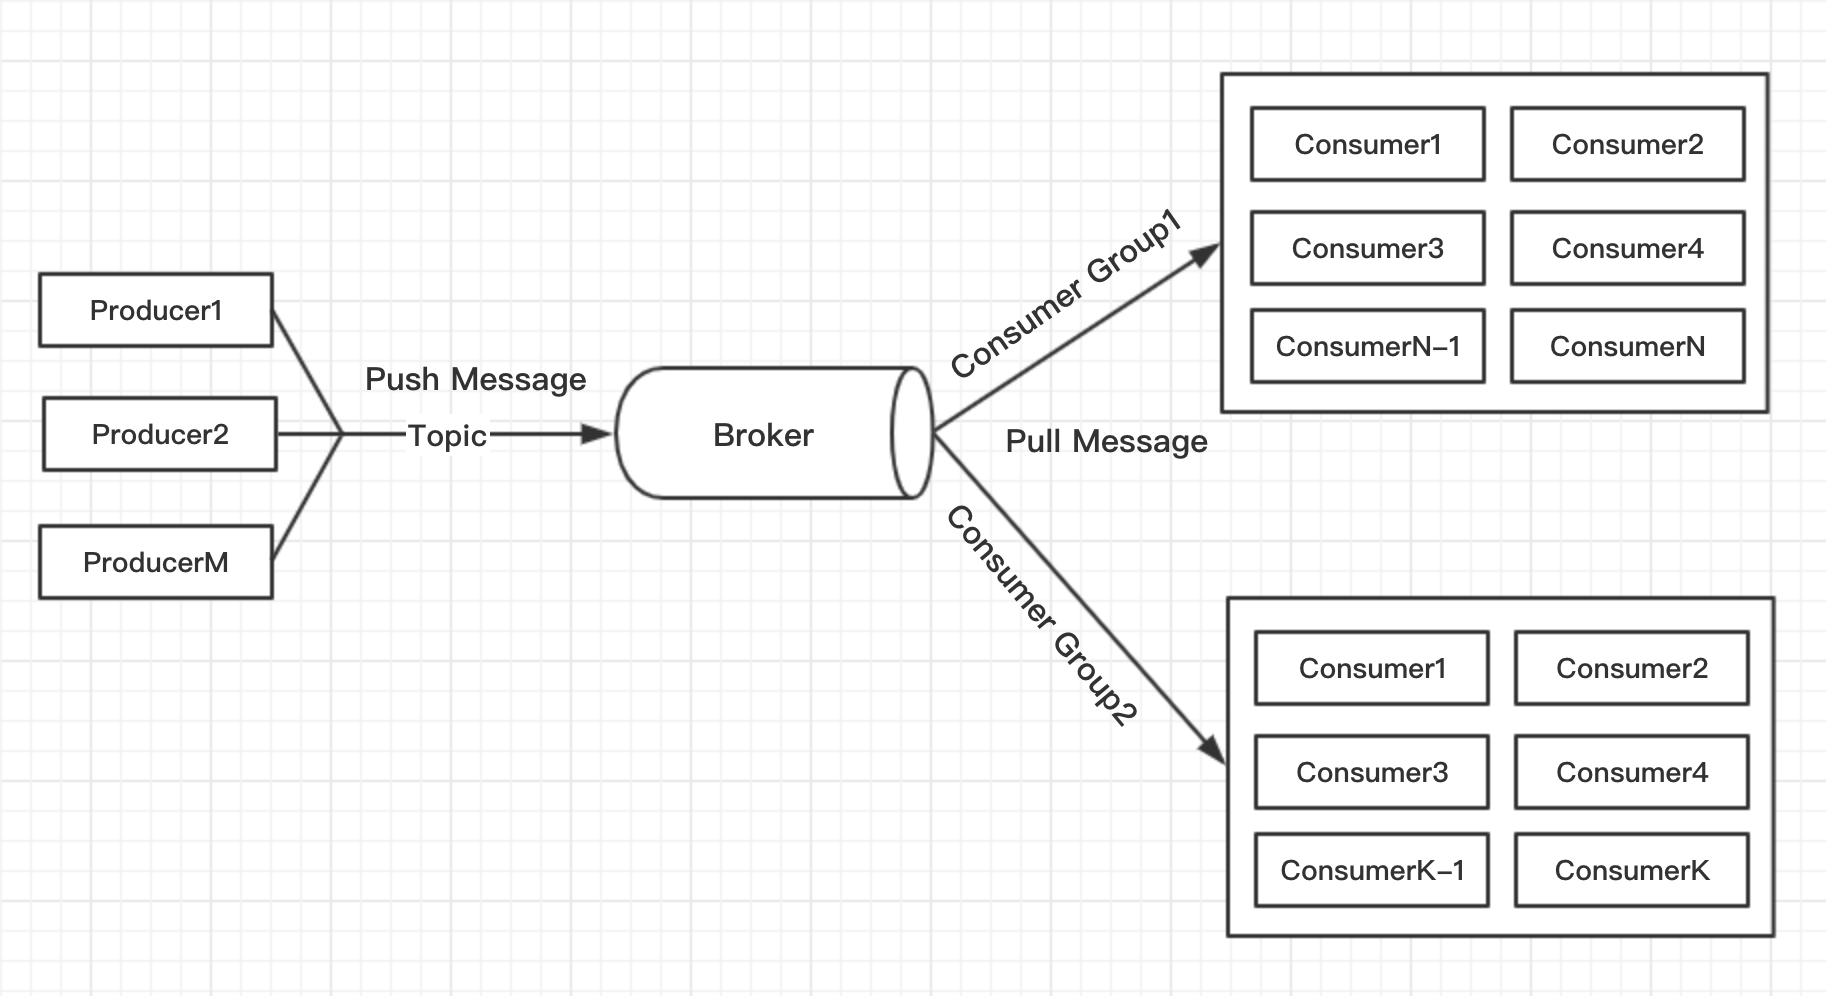 Producer1
Producer2
ProducerM
Push Message
Topic
Broker
Consumer Group1
Pull Message
Consumer Group2
Consumer1
Consumer2
Consumer3
Consumer4
ConsumerN–1
ConsumerN
Consumer1
Consumer2
Consumer3
Consumer4
ConsumerK–1
ConsumerK